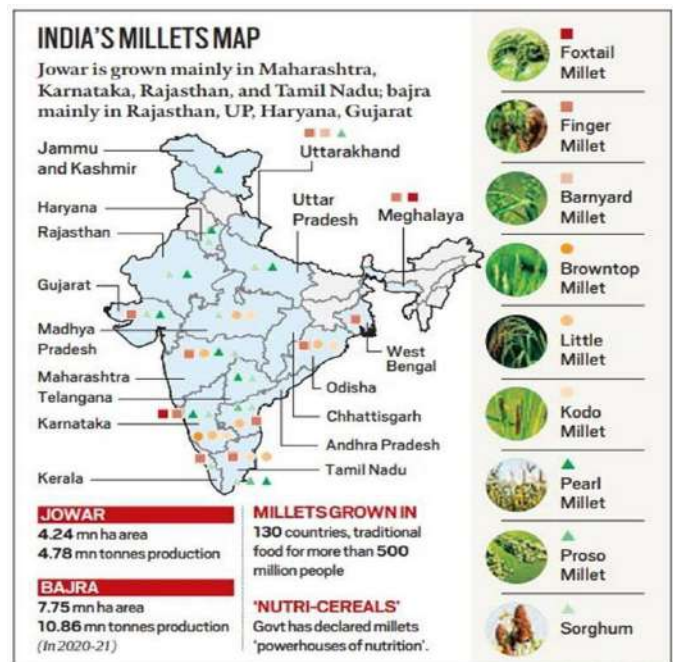 INDIA'S MILLETS MAP
Jowar is grown mainly in Maharashtra,
Karnataka, Rajasthan, and Tamil Nadu; bajra
mainly in Rajasthan, UP, Haryana, Gujarat
Jammu
and Kashmir
Uttarakhand
Haryana
Rajasthan
Uttar
Pradesh
Meghalaya
Gujarat
Madhya
Pradesh
West
Bengal
Maharashtra
Odisha
Telangana
Chhattisgarh
Karnataka
Andhra Pradesh
Tamil Nadu
Kerala
JOWAR
4.24 mn ha area
4.78 mn tonnes production
BAJRA
7.75 mn ha area
10.86 mn tonnes production
(In 2020-21)
MILLETS GROWN IN
130 countries, traditional
food for more than 500
million people
'NUTRI-CEREALS'
Govt has declared millets
'powerhouses of nutrition'.
Foxtail
Millet
Finger
Millet
Barnyard
Millet
Browntop
Millet
Little
Millet
Kodo
Millet
Pearl
Millet
Proso
Millet
Sorghum